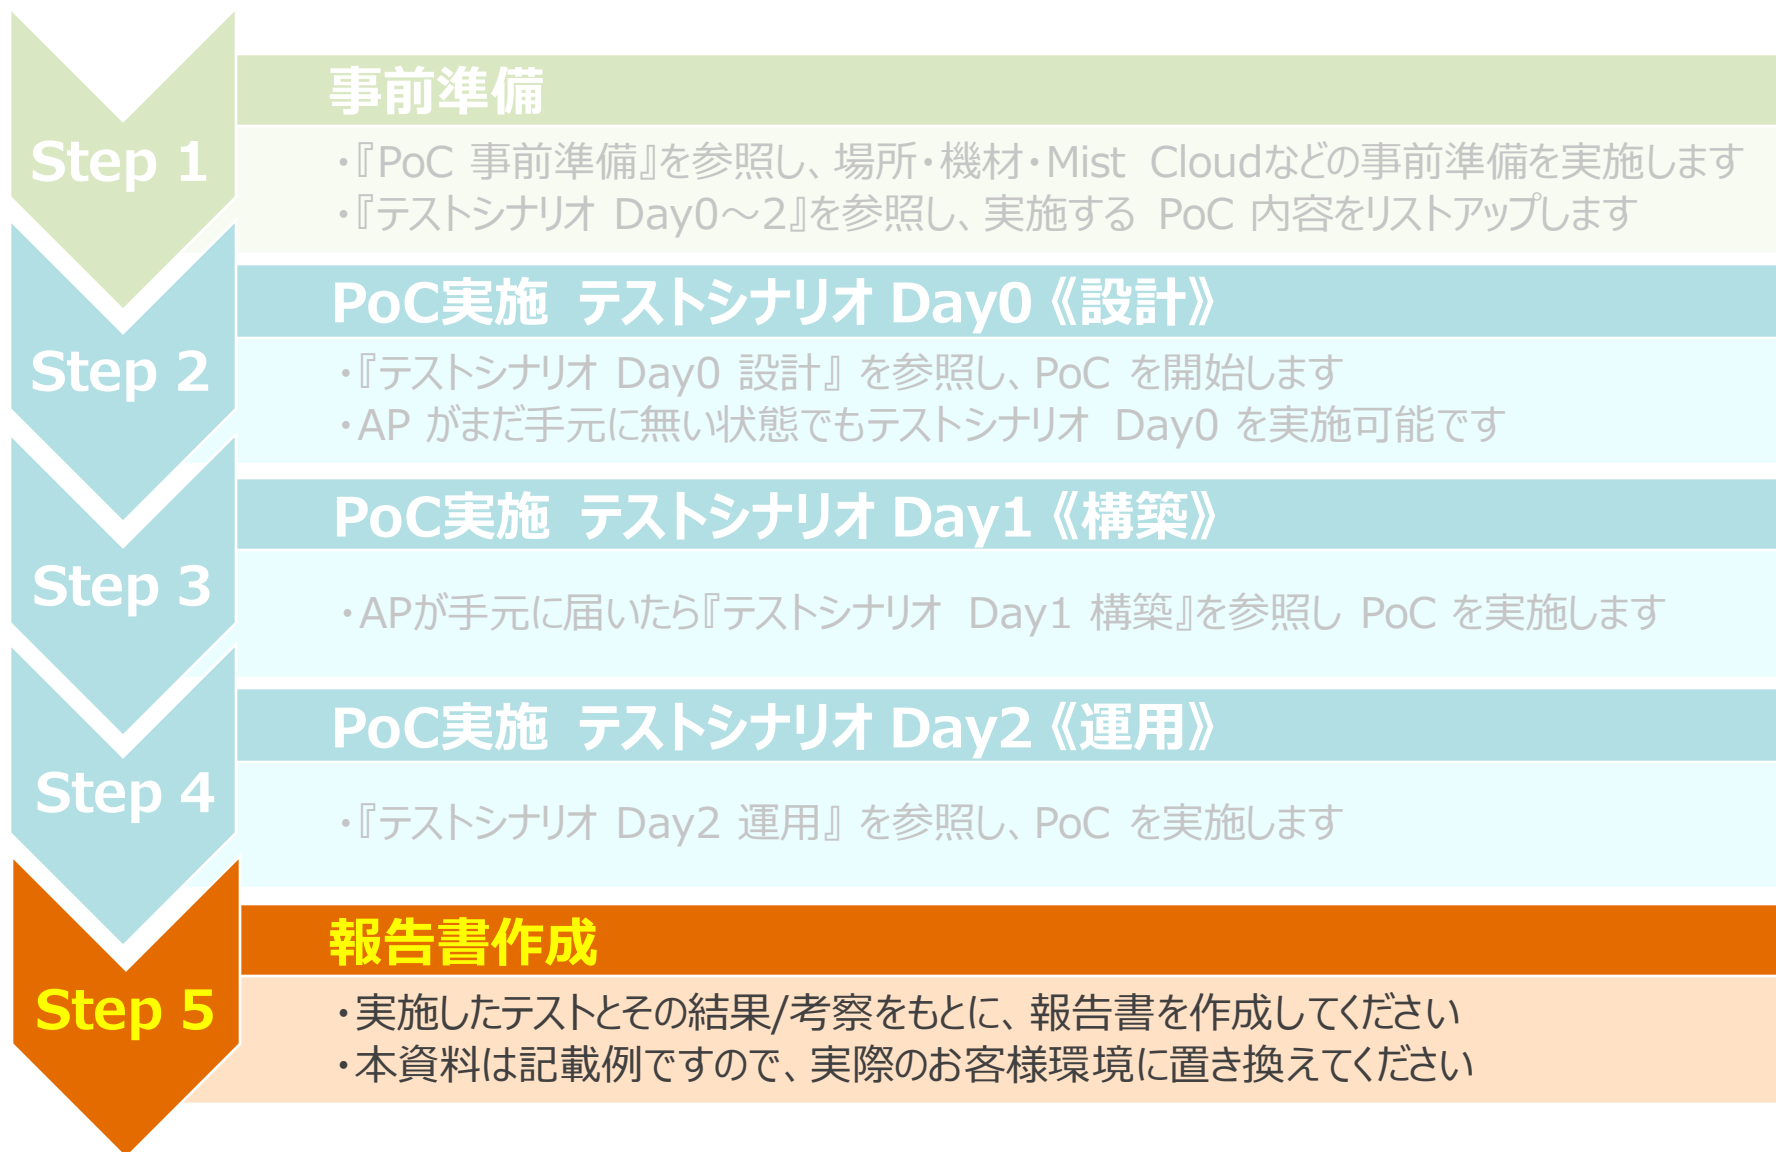 事前準備
Step 1
・『PoC 事前準備』を参照し、場所・機材・Mist Cloudなどの事前準備を実施します
・『テストシナリオ Day0～2』を参照し、実施する PoC 内容をリストアップします
PoC実施 テストシナリオ Day0《設計》
Step 2
・『テストシナリオ Day0 設計』 を参照し、PoC を開始します
・AP がまだ手元に無い状態でもテストシナリオ Day0 を実施可能です
PoC実施 テストシナリオ Day1《構築》
Step 3
・APが手元に届いたら『テストシナリオ Day1 構築』を参照し PoC を実施します
PoC実施 テストシナリオ Day2《運用》
Step 4
・『テストシナリオ Day2 運用』 を参照し、PoC を実施します
報告書作成
Step 5
・実施したテストとその結果/考察をもとに、報告書を作成してください
・本資料は記載例ですので、実際のお客様環境に置き換えてください